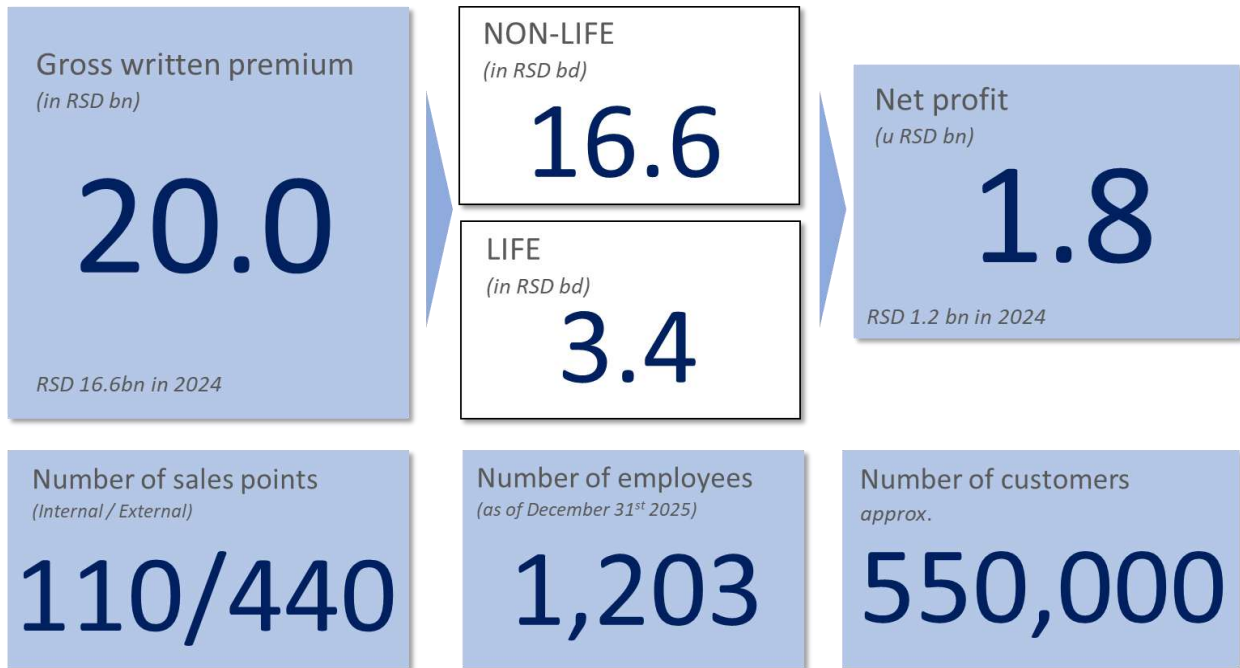 Gross written premium
(in RSD bn)
20.0
RSD 16.6bn in 2024
NON-LIFE
(in RSD bd)
16.6
LIFE
(in RSD bd)
3.4
Net profit
(u RSD bn)
1.8
RSD 1.2 bn in 2024
Number of sales points
(Internal / External)
110/440
Number of employees
(as of December 31st 2025)
1,203
Number of customers
approx.
550,000